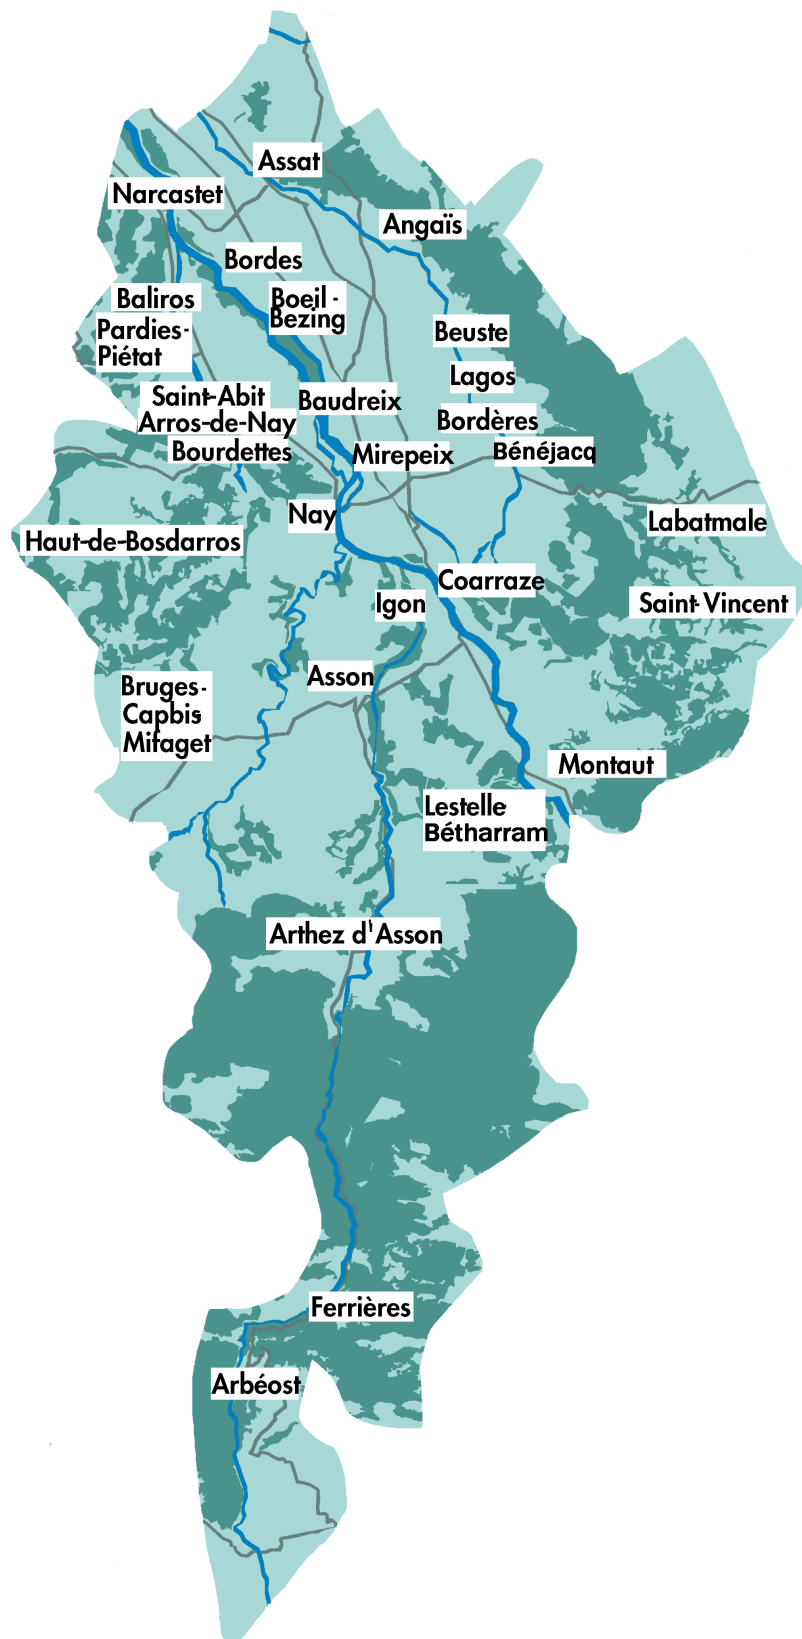 Assat
Narcastet
Angaïs
Bordes
Baliros
Boeil-
Bezing
Pardies-
Piétat
Beuste
Lagos
Saint-Abit
Baudreix
Arros-de-Nay
Bordères
Bourdettes
Mirepeix
Bénéjacq
Nay
Labatmale
Haut-de-Bosdarros
Coarraze
Igon
Saint-Vincent
Asson
Bruges-
Capbis
Mifaget
Montaut
Lestelle
Bétharram
Arthez d'Asson
Ferrières
Arbéost